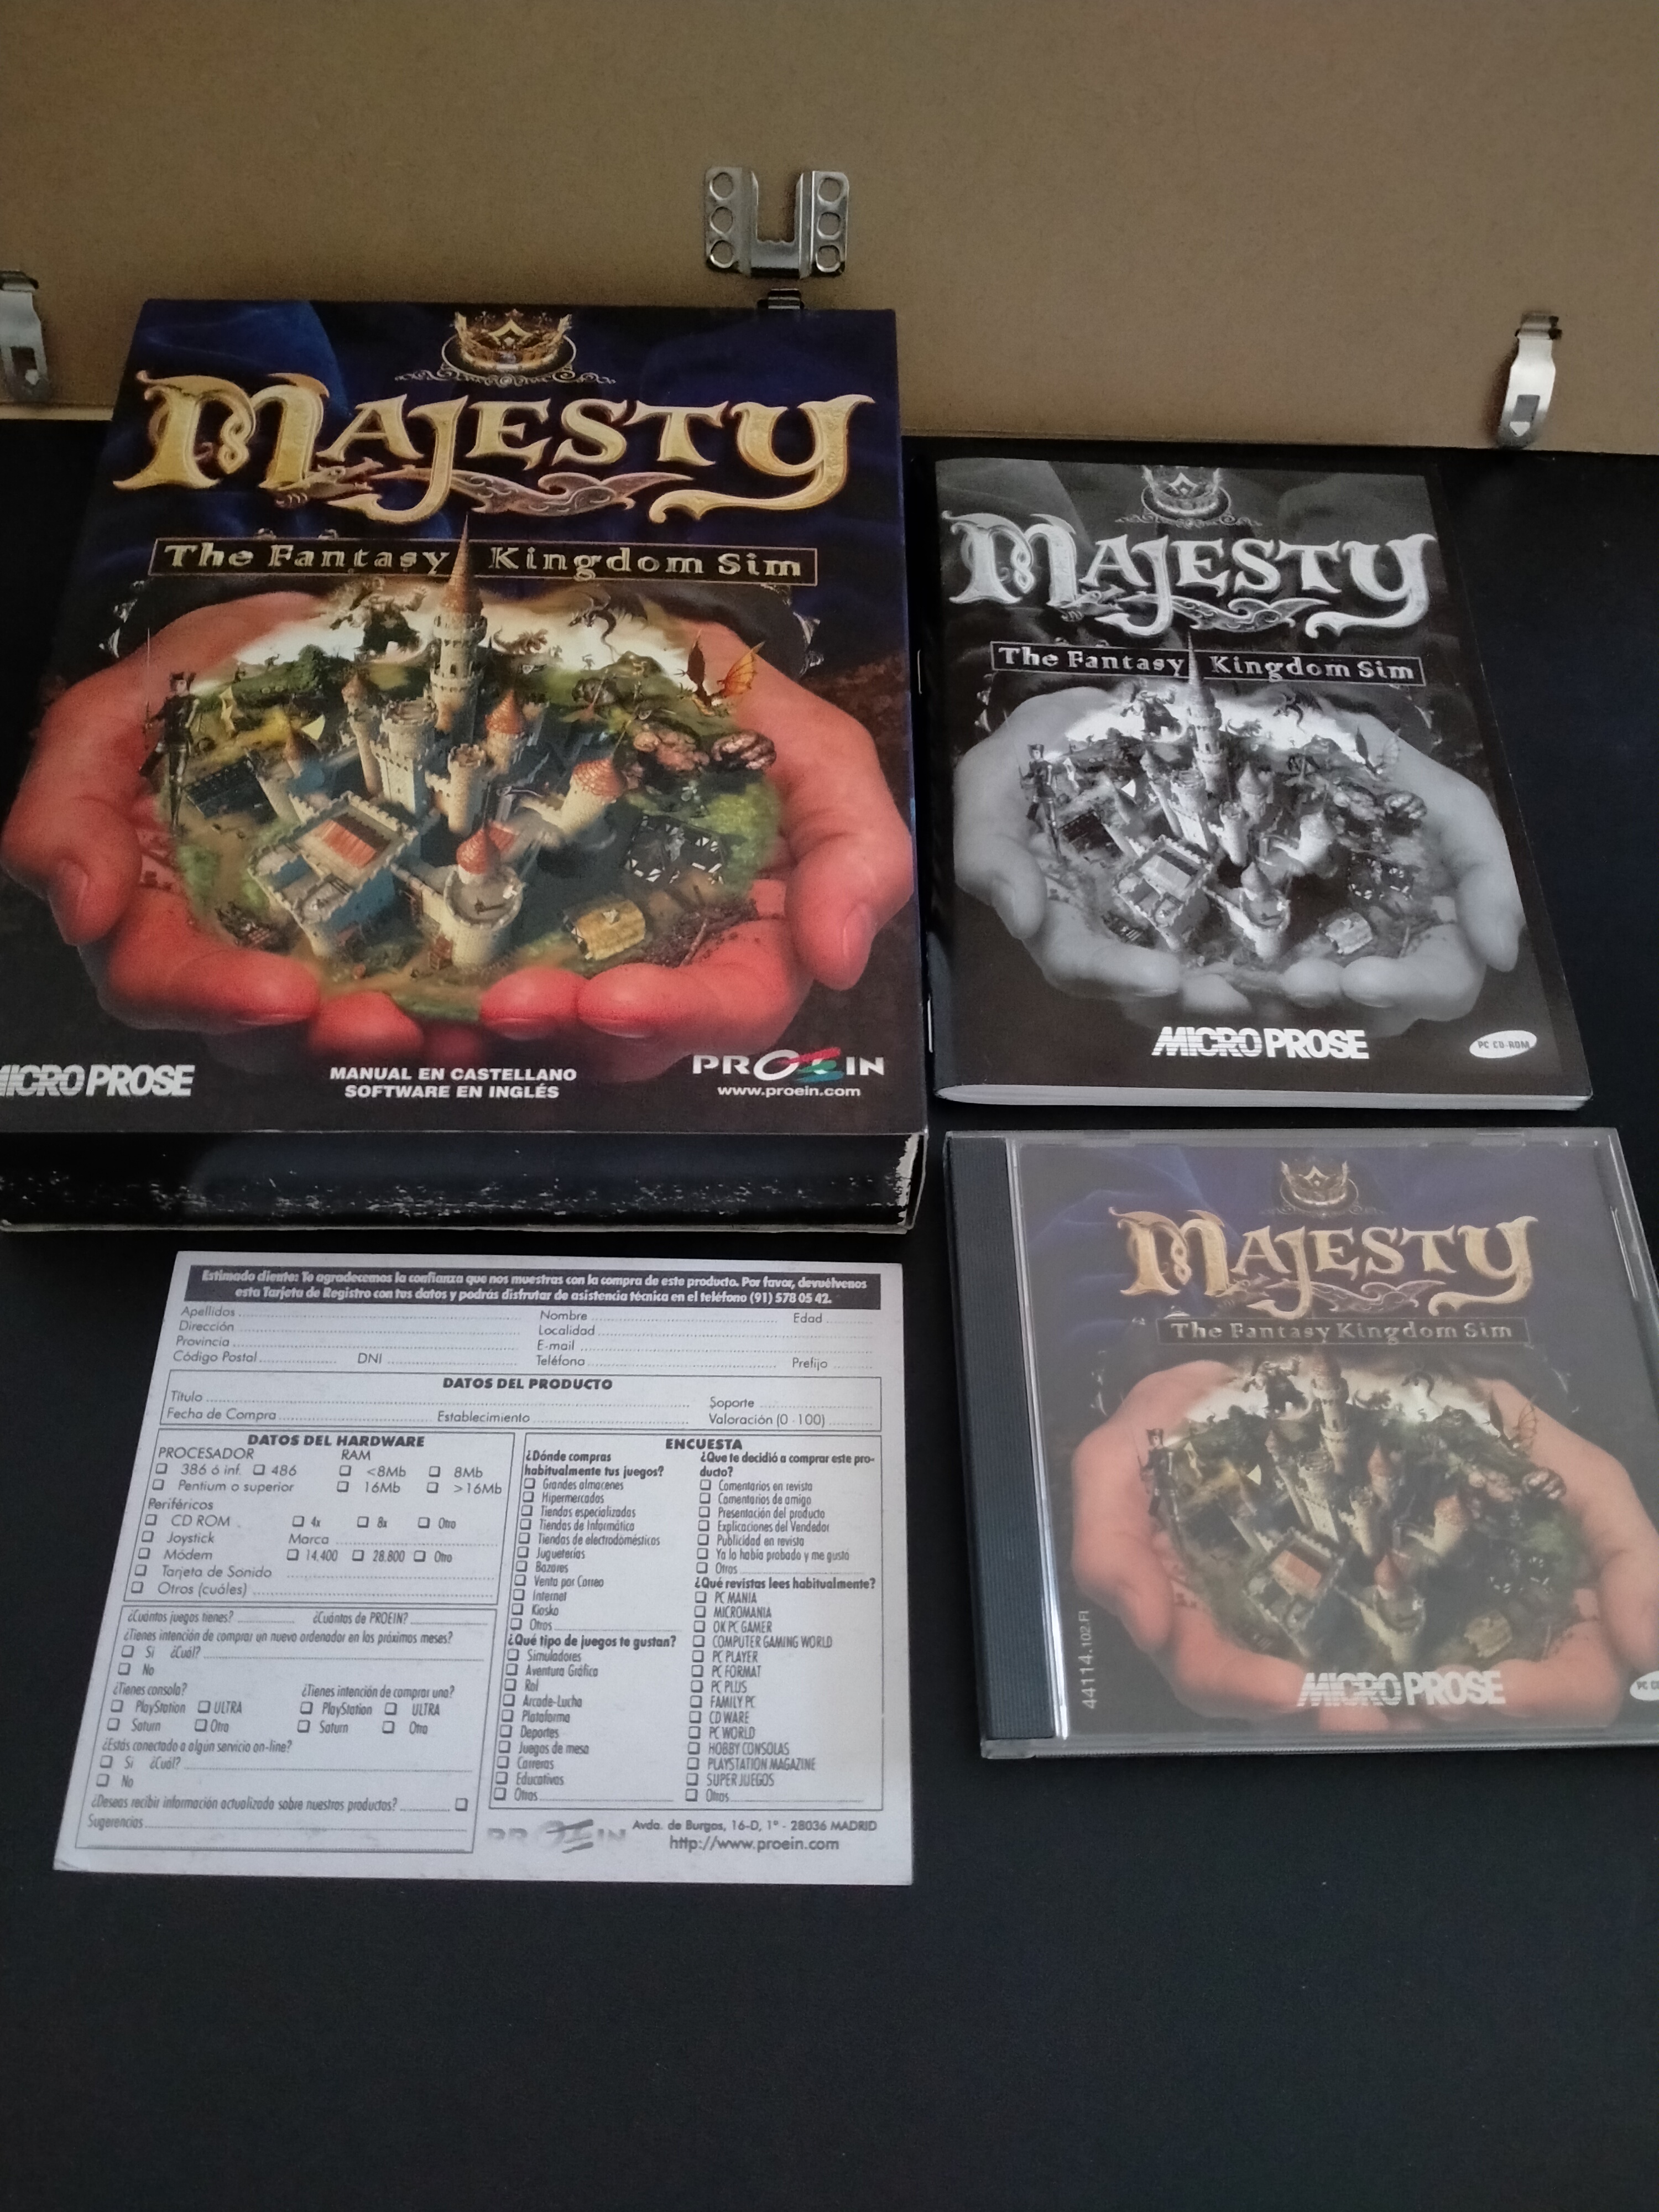 MAJESTY
The Fantasy Kingdom Sim
MICRO PROSE
MANUAL EN CASTELLANO
SOFTWARE EN INGLÉS
PROEIN
www.proein.com
MAJESTY
The Fantasy Kingdom Sim
MICRO PROSE
PC CD-ROM
MAJESTY
The Fantasy Kingdom Sim
44114.102.FI
MICRO PROSE
Estimado cliente: Te agradecemos la confianza que nos muestras con la compra de este producto. Por favor, devuélvenos
esta Tarjeta de Registro con tus datos y podrás disfrutar de asistencia técnica en el teléfono (91) 578 05 42.
Apellidos Nombre Edad
Dirección Localidad
Provincia E-mail
Código Postal DNI Teléfono Prefijo
DATOS DEL PRODUCTO
Título Soporte
Fecha de Compra Establecimiento Valoración (0 - 100)
DATOS DEL HARDWARE
PROCESADOR RAM
386 ó inf. 486 <8Mb 8Mb
Pentium o superior 16Mb >16Mb
Periféricos
CD ROM 4x 8x Otro
Joystick Marca
Módem 14,400 28.800 Otro
Tarjeta de Sonido
Otros (cuáles)
¿Cuántos juegos tienes? ¿Cuántos de PROEIN?
¿Tienes intención de comprar un nuevo ordenador en los próximos meses?
Si ¿Cuál?
No
¿Tienes consola? ¿Tienes intención de comprar una?
PlayStation ULTRA PlayStation ULTRA
Saturn Otra Saturn Otra
¿Estás conectado a algún servicio on-line?
Si ¿Cuál?
No
¿Deseas recibir información actualizada sobre nuestros productos?
Sugerencias
ENCUESTA
¿Dónde compras
habitualmente tus juegos?
Grandes almacenes
Hipermercados
Tiendas especializadas
Tiendas de Informática
Tiendas de electrodomésticos
Jugueterías
Bazares
Venta por Correo
Internet
Kiosko
Otros
¿Qué tipo de juegos te gustan?
Simuladores
Aventura Gráfica
Rol
Arcade-Lucha
Plataforma
Deportes
Juegos de mesa
Carreras
Educativos
Otros
¿Que te decidió a comprar este pro-
ducto?
Comentarios en revista
Comentarios de amigo
Presentación del producto
Explicaciones del Vendedor
Publicidad en revista
Ya lo había probado y me gustó
Otros
¿Qué revistas lees habitualmente?
PC MANIA
MICROMANIA
OK PC GAMER
COMPUTER GAMING WORLD
PC PLAYER
PC FORMAT
PC PLUS
FAMILY PC
CD WARE
PC WORLD
HOBBY CONSOLAS
PLAYSTATION MAGAZINE
SUPER JUEGOS
Otros
PROEIN
Avda. de Burgos, 16-D, 1º - 28036 MADRID
http://www.proein.com